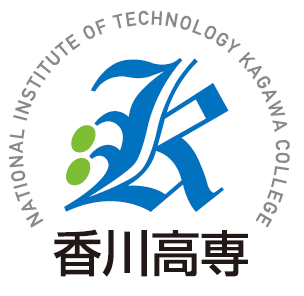 NATIONAL INSTITUTE OF TECHNOLOGY KAGAWA COLLEGE
K
香川高専